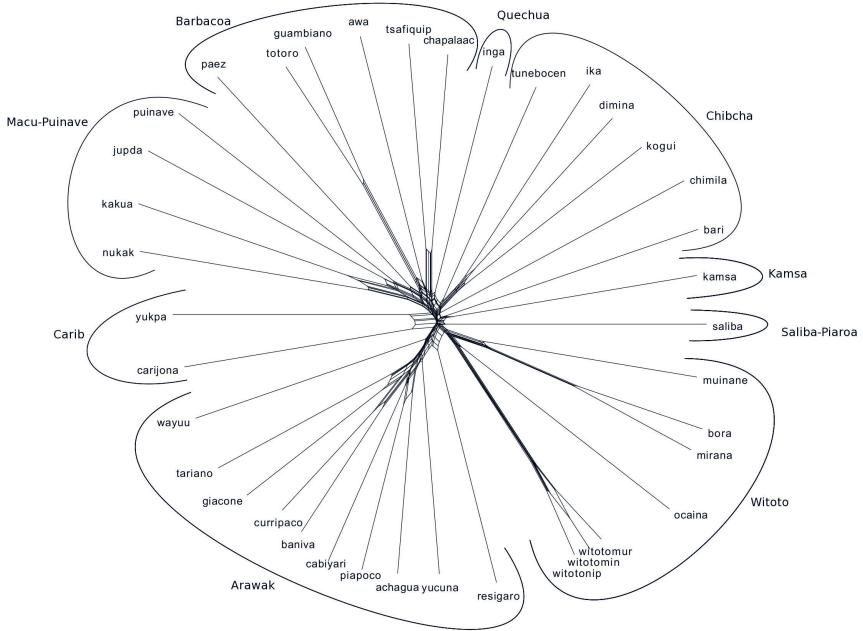 Quechua
Barbacoa
awa
tsafiquip
guambiano
chapalaac
totoro
inga
paez
tunebocen
ika
dimina
Macu-Puinave
puinave
Chibcha
jupda
kogui
chimila
kakua
bari
nukak
kamsa
Kamsa
yukpa
saliba
Saliba-Piaroa
Carib
carijona
muinane
wayuu
bora
mirana
tariano
giacone
Witoto
ocaina
curripaco
baniva
witotomur
cabiyari
witotomin
piapoco
witotonip
Arawak
achagua
yucuna
resigaro